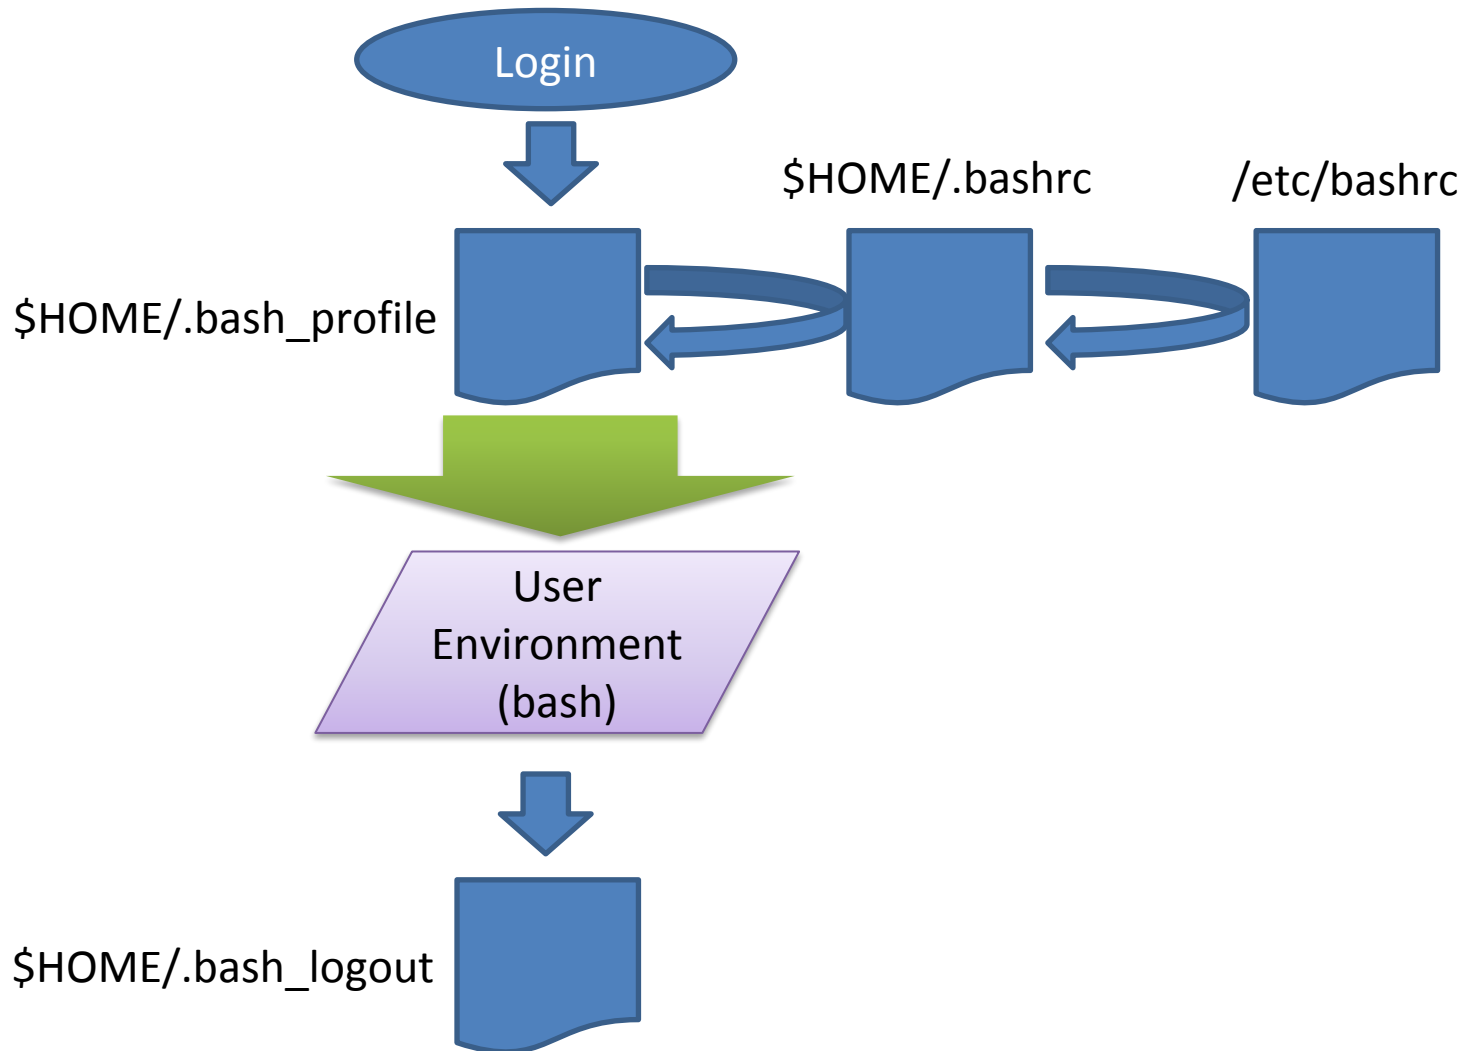 Login
$HOME/.bashrc
/etc/bashrc
$HOME/.bash_profile
User
Environment
(bash)
$HOME/.bash_logout